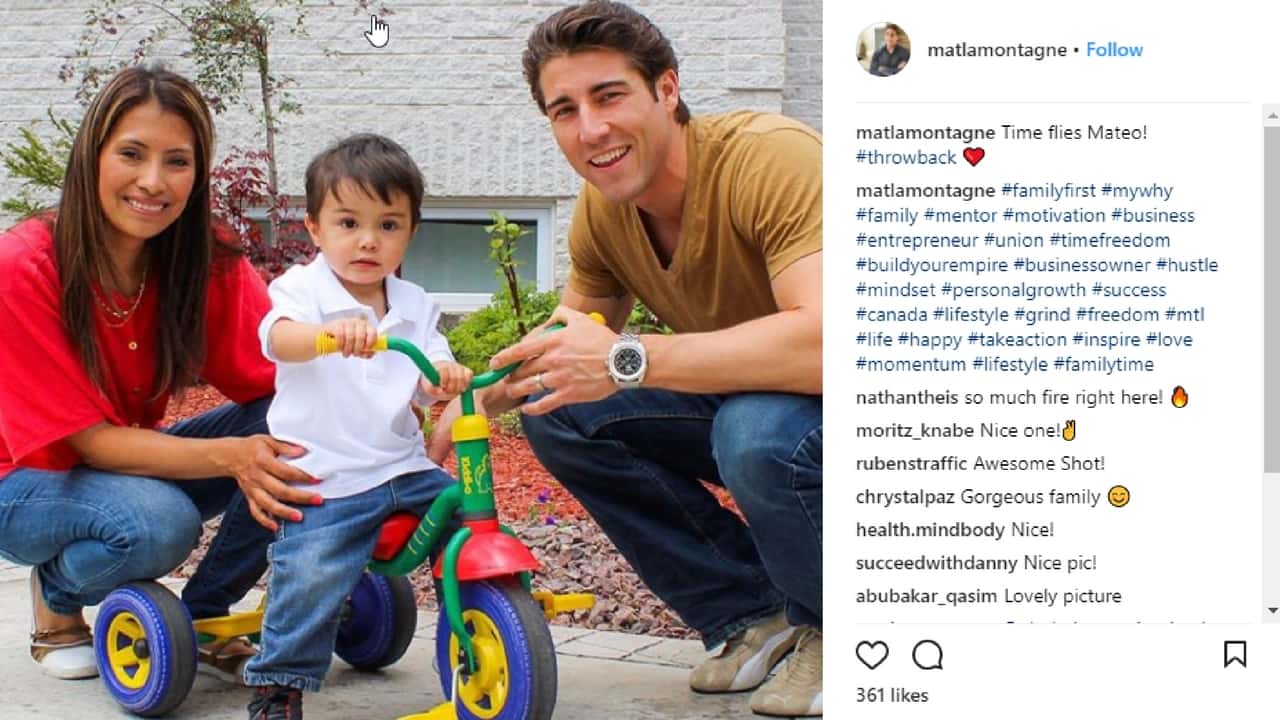 matlamontagne • Follow
matlamontagne Time flies Mateo!
#throwback ❤️
matlamontagne #familyfirst #mywhy
#family #mentor #motivation #business
#entrepreneur #union #timefreedom
#buildyourempire #businessowner #hustle
#mindset #personalgrowth #success
#canada #lifestyle #grind #freedom #mtl
#life #happy #takeaction #inspire #love
#momentum #lifestyle #familytime
nathantheis so much fire right here! 🔥
moritz_knabe Nice one!✌
rubenstraffic Awesome Shot!
chrystalpaz Gorgeous family 😊
health.mindbody Nice!
succeedwithdanny Nice pic!
abubakar_qasim Lovely picture
361 likes
Kiddi-o